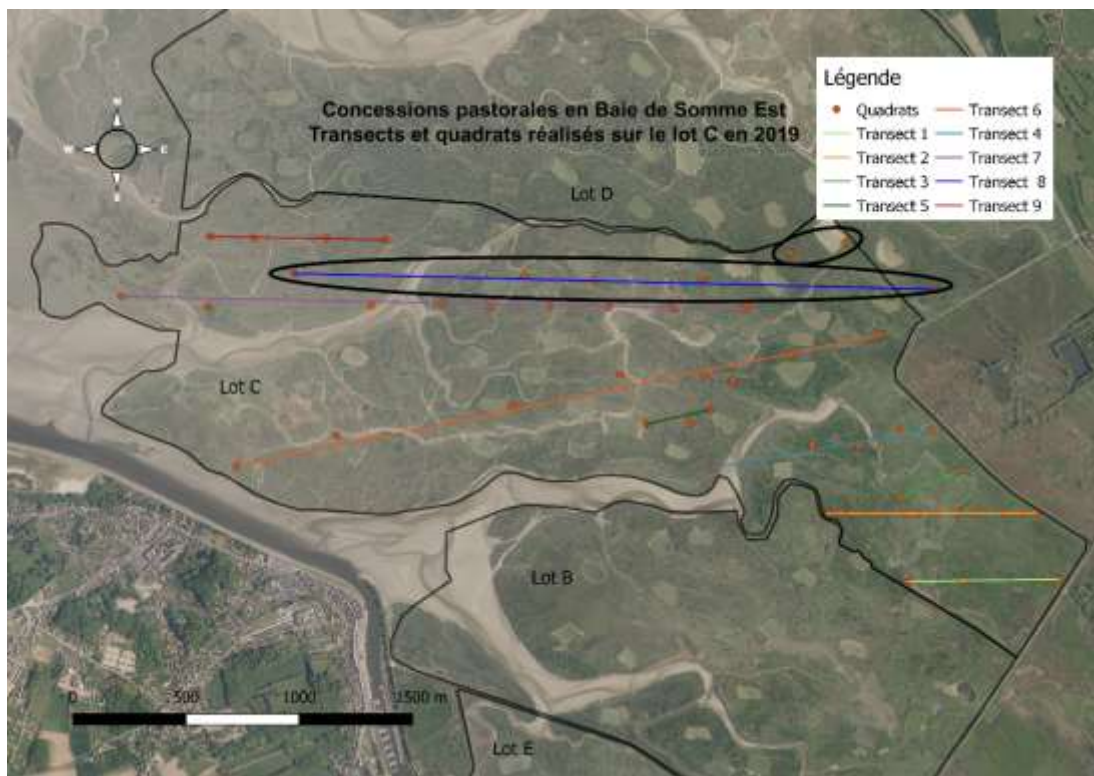 Concessions pastorales en Baie de Somme Est
Transects et quadrats réalisés sur le lot C en 2019
Légende
Quadrats
Transect 1
Transect 2
Transect 3
Transect 5
Transect 6
Transect 4
Transect 7
Transect 8
Transect 9
N
W
E
Lot D
Lot C
Lot B
Lot E
0 500 1000 1500 m